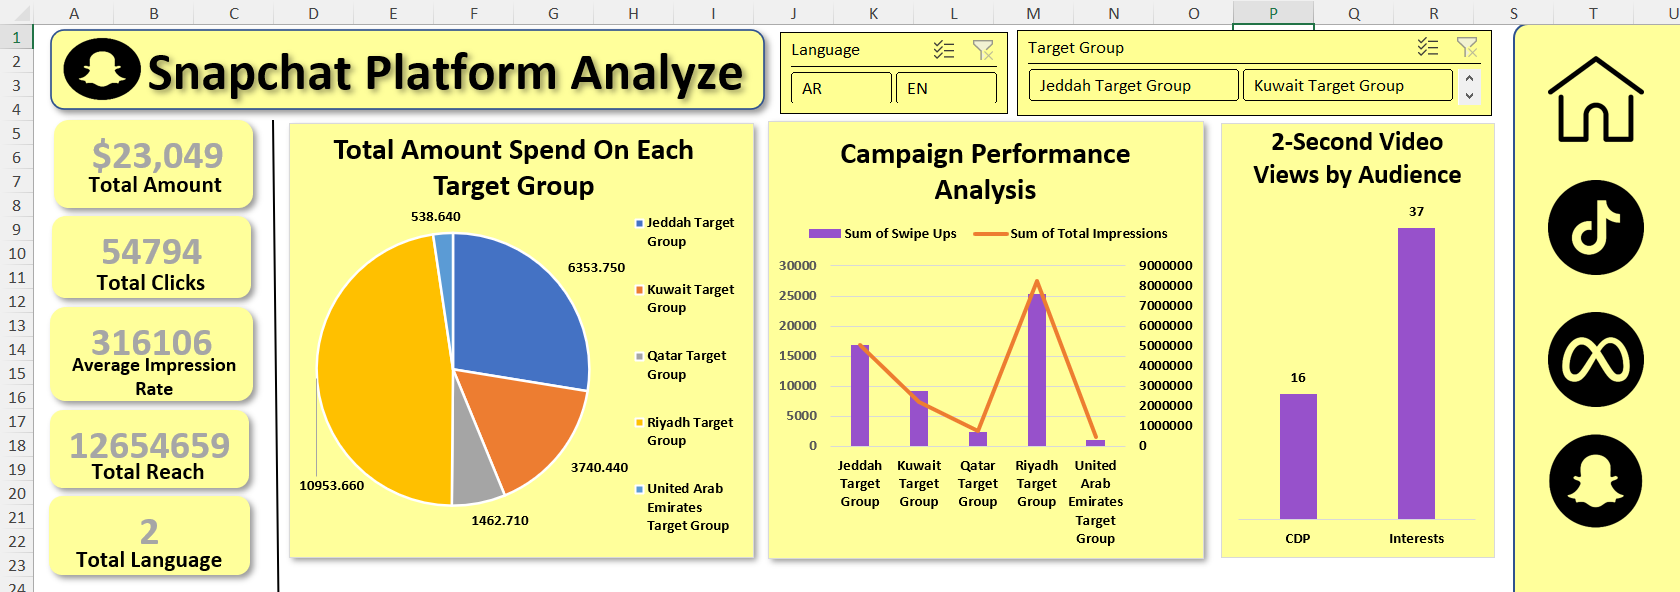 A B C D E F G H I J K L M N O P Q R S T U
1
2
3
4
5
6
7
8
9
10
11
12
13
14
15
16
17
18
19
20
21
22
23
24
Snapchat Platform Analyze
Language
AR EN
Target Group
Jeddah Target Group Kuwait Target Group
$23,049
Total Amount
54794
Total Clicks
316106
Average Impression
Rate
12654659
Total Reach
2
Total Language
Total Amount Spend On Each
Target Group
538.640
6353.750
3740.440
1462.710
10953.660
Jeddah Target
Group
Kuwait Target
Group
Qatar Target
Group
Riyadh Target
Group
United Arab
Emirates
Target Group
Campaign Performance
Analysis
Sum of Swipe Ups Sum of Total Impressions
30000
25000
20000
15000
10000
5000
0
9000000
8000000
7000000
6000000
5000000
4000000
3000000
2000000
1000000
0
Jeddah
Target
Group
Kuwait
Target
Group
Qatar
Target
Group
Riyadh
Target
Group
United
Arab
Emirates
Target
Group
2-Second Video
Views by Audience
37
16
CDP Interests